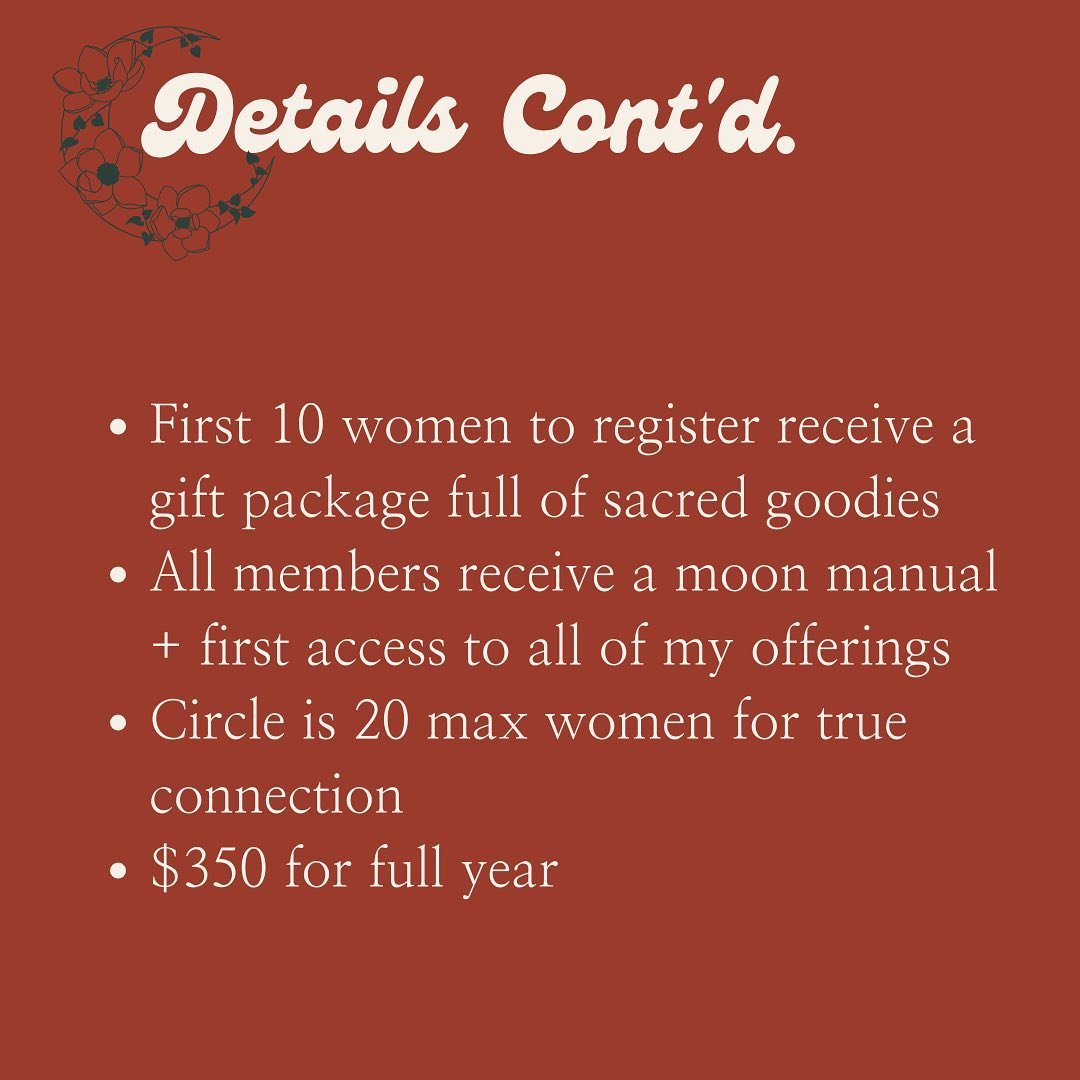 Details Cont'd.
• First 10 women to register receive a
gift package full of sacred goodies
• All members receive a moon manual
+ first access to all of my offerings
• Circle is 20 max women for true
connection
• $350 for full year